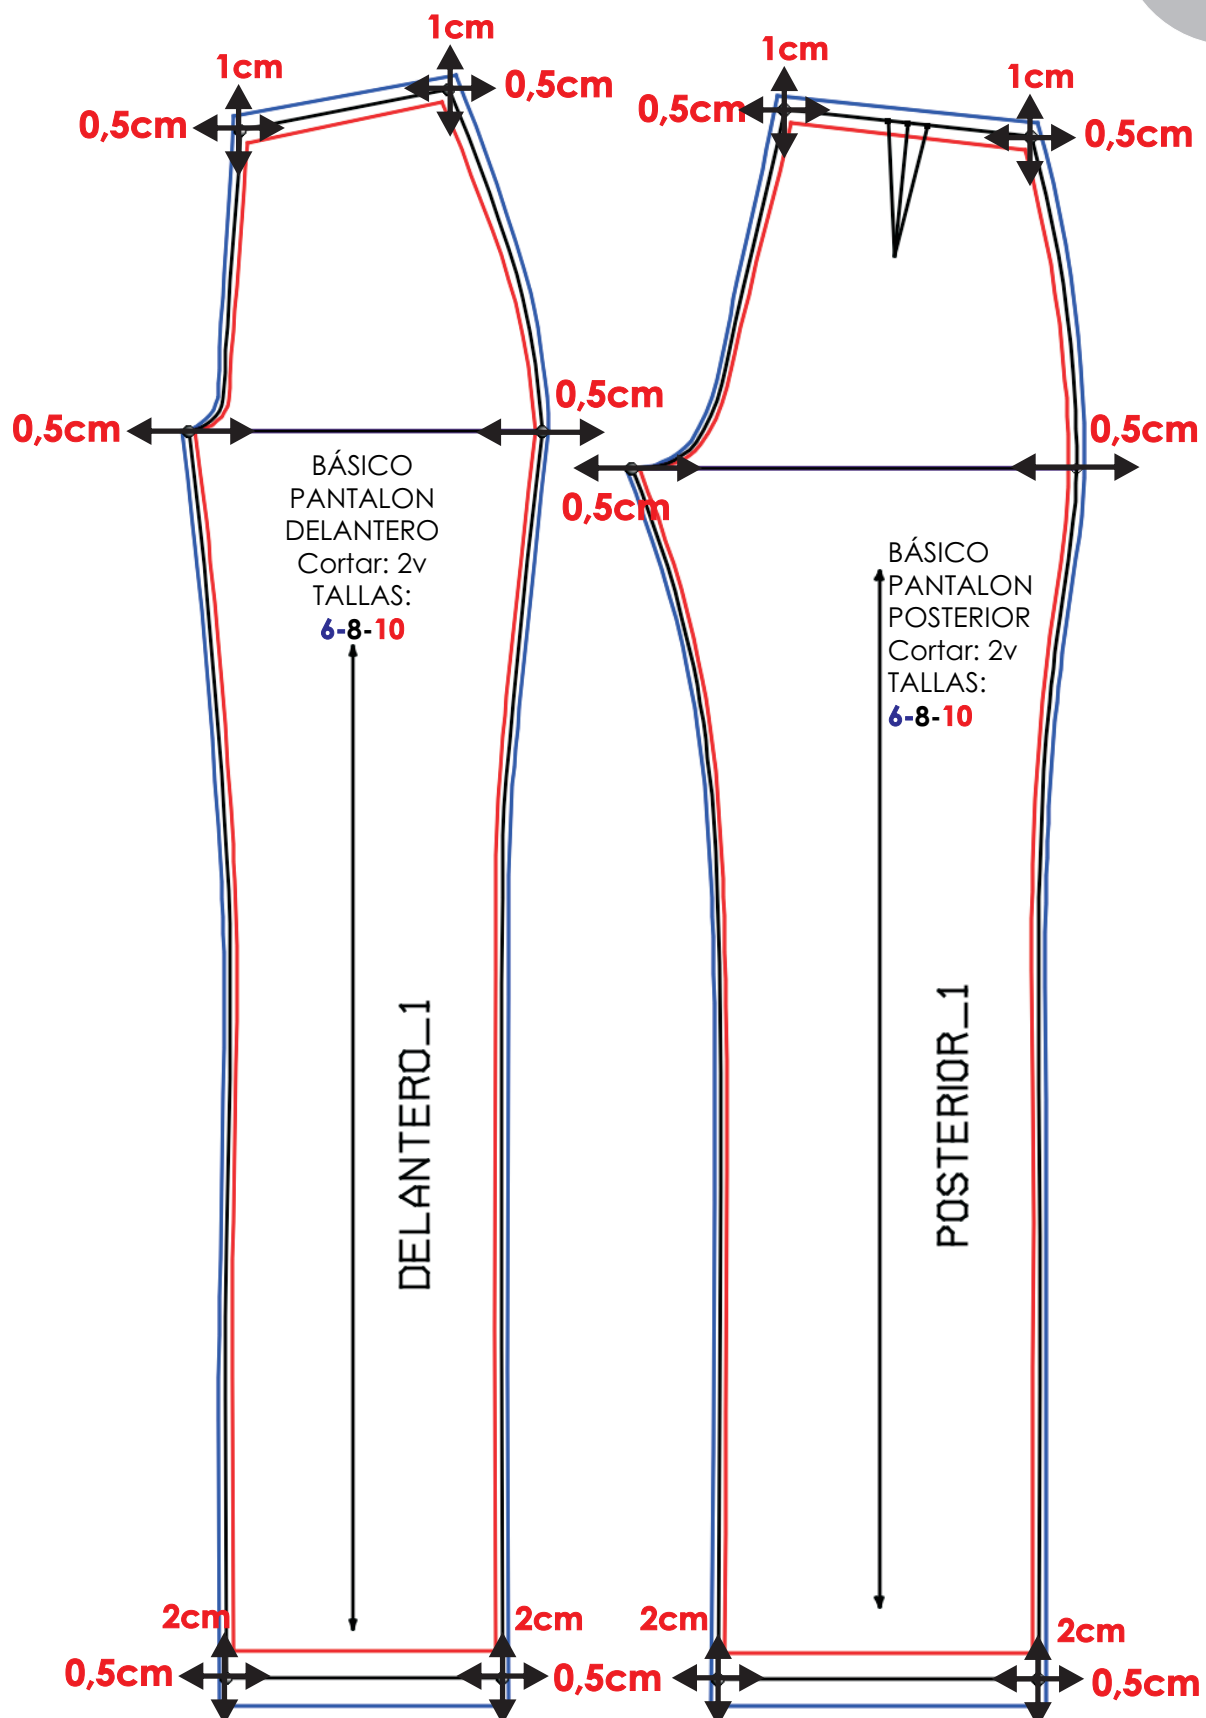 1cm
1cm
0,5cm
0,5cm
1cm
1cm
0,5cm
0,5cm
0,5cm
0,5cm
0,5cm
0,5cm
BÁSICO
PANTALON
DELANTERO
Cortar: 2v
TALLAS:
6-8-10
BÁSICO
PANTALON
POSTERIOR
Cortar: 2v
TALLAS:
6-8-10
DELANTERO_1
POSTERIOR_1
2cm
2cm
0,5cm
0,5cm
2cm
2cm
0,5cm